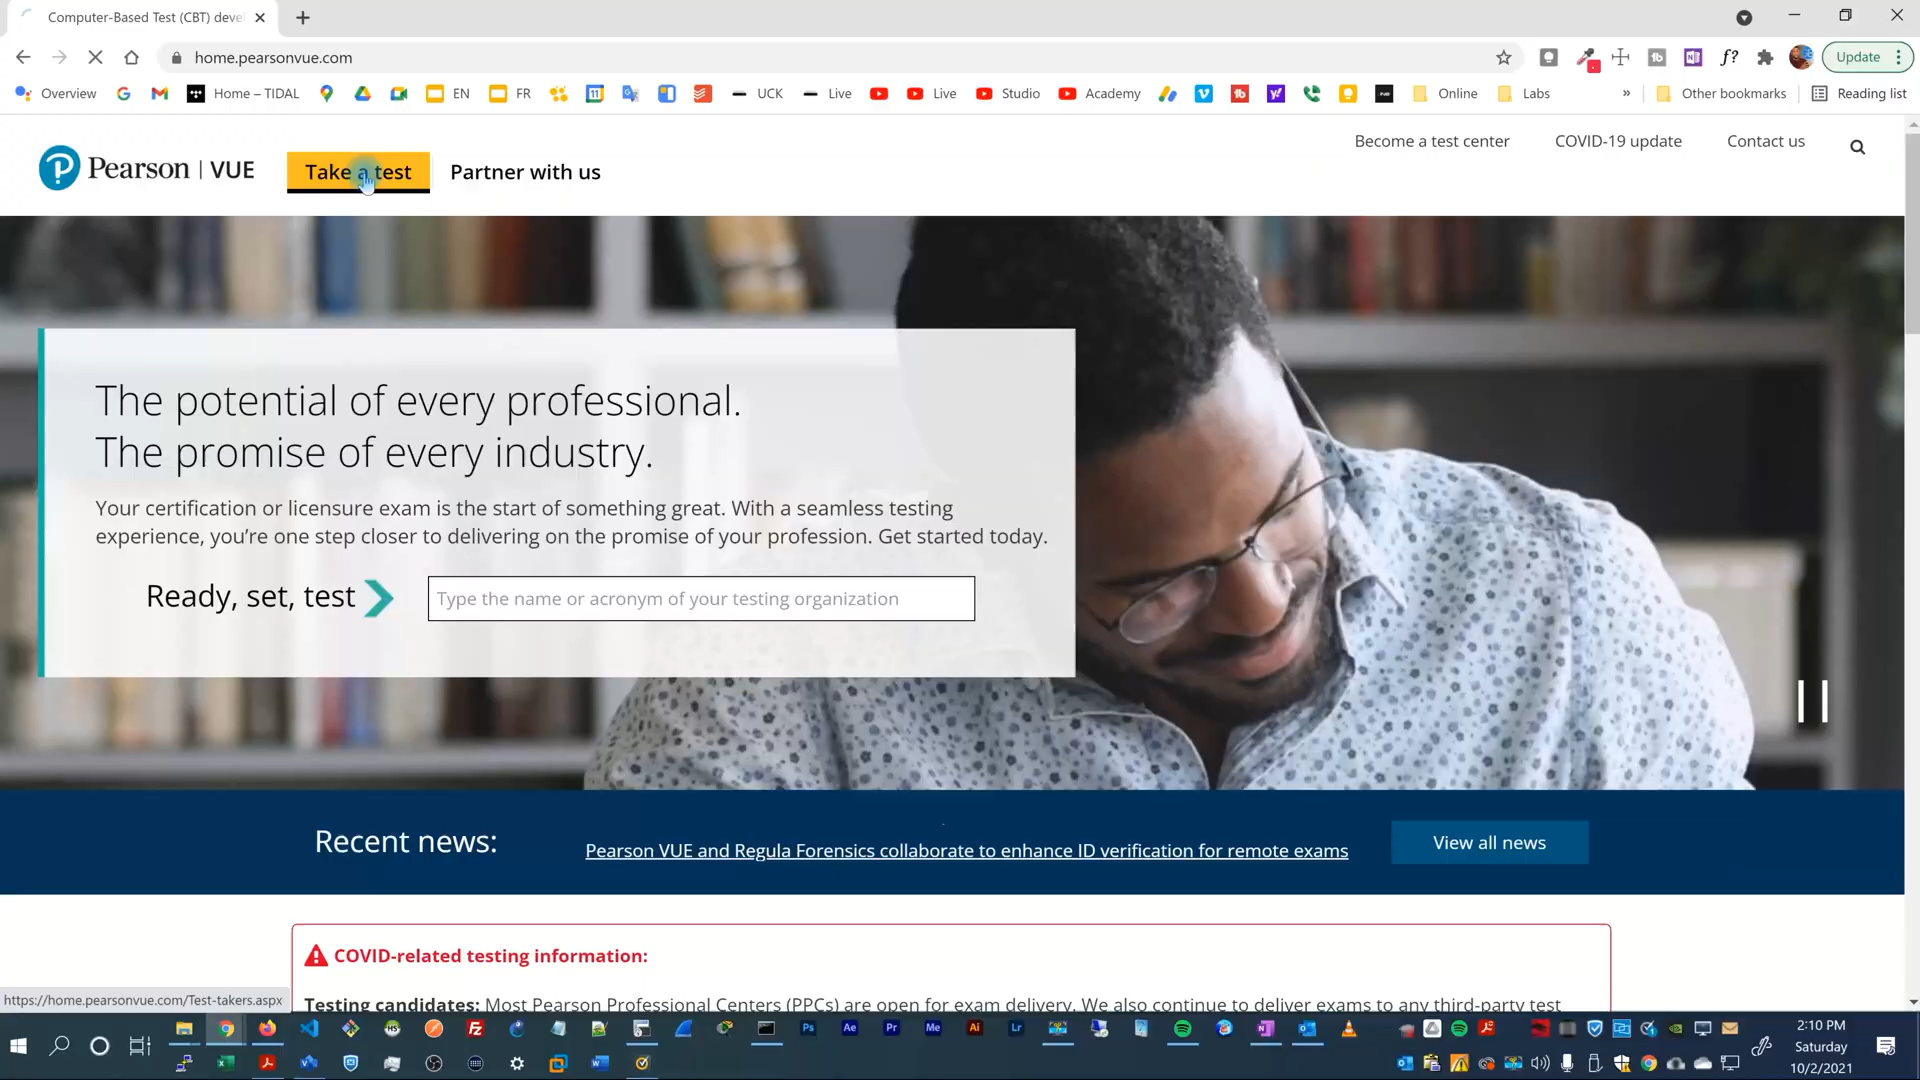 Computer-Based Test (CBT) deve
home.pearsonvue.com
Update
Overview
Home – TIDAL
EN
FR
UCK
Live
Live
Studio
Academy
Online
Labs
»
Other bookmarks
Reading list
Become a test center
COVID-19 update
Contact us
Pearson | VUE
Take a test
Partner with us
The potential of every professional.
The promise of every industry.
Your certification or licensure exam is the start of something great. With a seamless testing
experience, you’re one step closer to delivering on the promise of your profession. Get started today.
Ready, set, test
Type the name or acronym of your testing organization
Recent news:
Pearson VUE and Regula Forensics collaborate to enhance ID verification for remote exams
View all news
COVID-related testing information:
Testing candidates: Most Pearson Professional Centers (PPCs) are open for exam delivery. We also continue to deliver exams to any third-party test
https://home.pearsonvue.com/Test-takers.aspx
2:10 PM
Saturday
10/2/2021